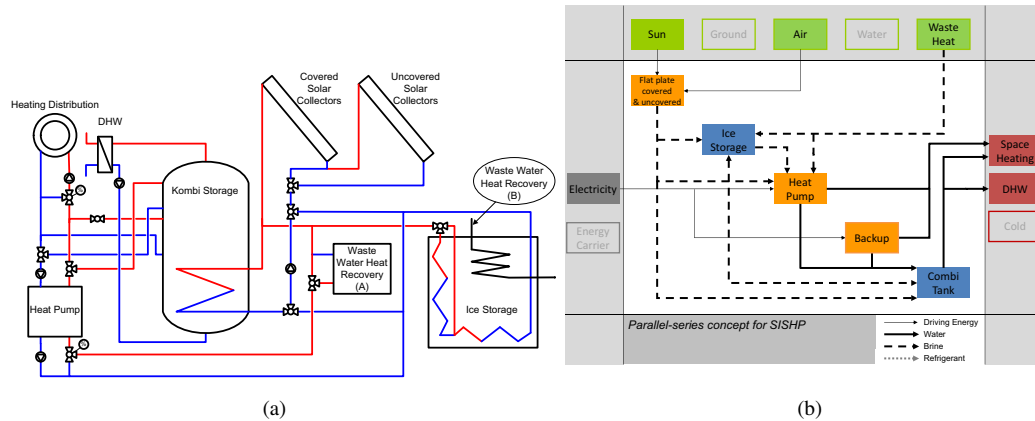 Covered
Solar
Collectors
Uncovered
Solar
Collectors
Heating Distribution
DHW
Kombi Storage
Waste Water
Heat Recovery
(B)
Waste
Water Heat
Recovery
(A)
Heat Pump
Ice Storage
(a)
Sun
Ground
Air
Water
Waste
Heat
Flat plate
covered
& uncovered
Ice
Storage
Space
Heating
Electricity
Heat
Pump
DHW
Energy
Carrier
Backup
Cold
Combi
Tank
Parallel-series concept for SISHP
Driving Energy
Water
Brine
Refrigerant
(b)